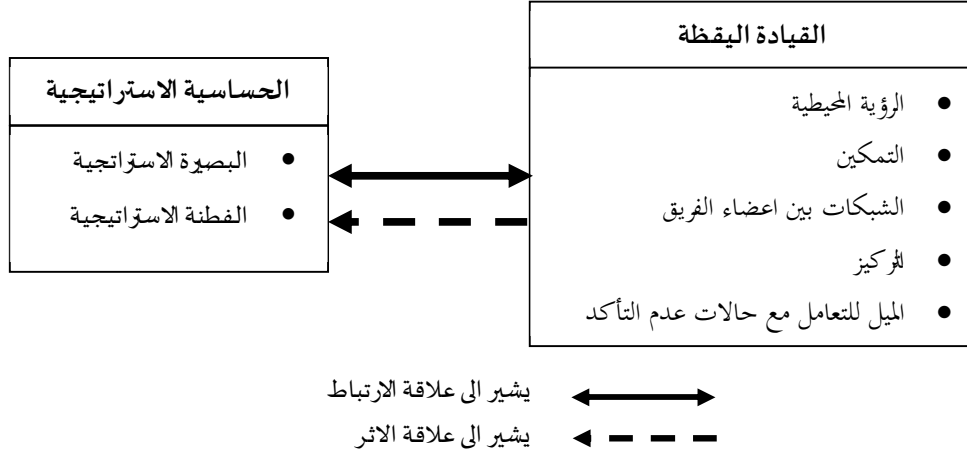 القيادة اليقظة
• الرؤية المحيطية
• التمكين
• الشبكات بين اعضاء الفريق
• التركيز
• الميل للتعامل مع حالات عدم التأكد
الحساسية الاستراتيجية
• البصيرة الاستراتجية
• الفطنة الاستراتيجية
يشير الى علاقة الارتباط
يشير الى علاقة الاثر